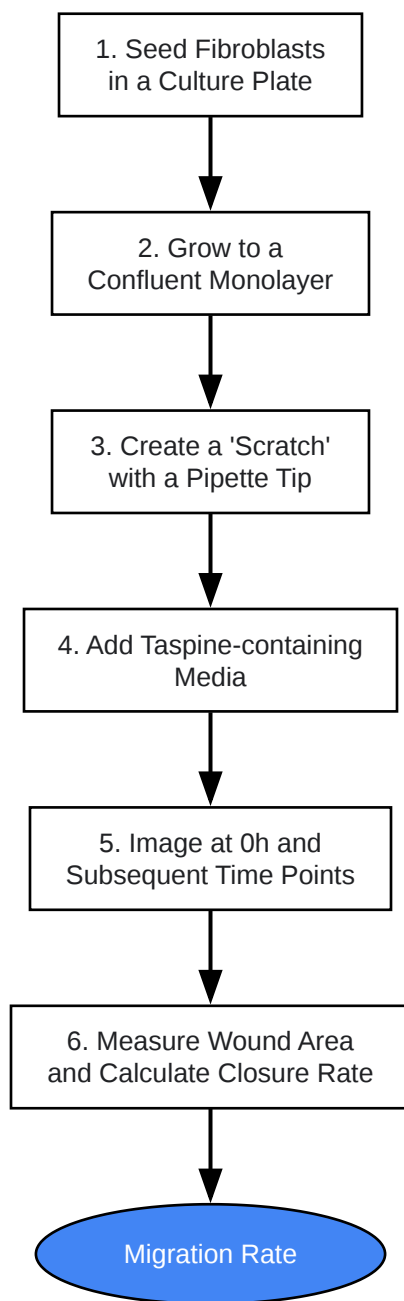 1. Seed Fibroblasts
in a Culture Plate
2. Grow to a
Confluent Monolayer
3. Create a 'Scratch'
with a Pipette Tip
4. Add Taspine-containing
Media
5. Image at 0h and
Subsequent Time Points
6. Measure Wound Area
and Calculate Closure Rate
Migration Rate